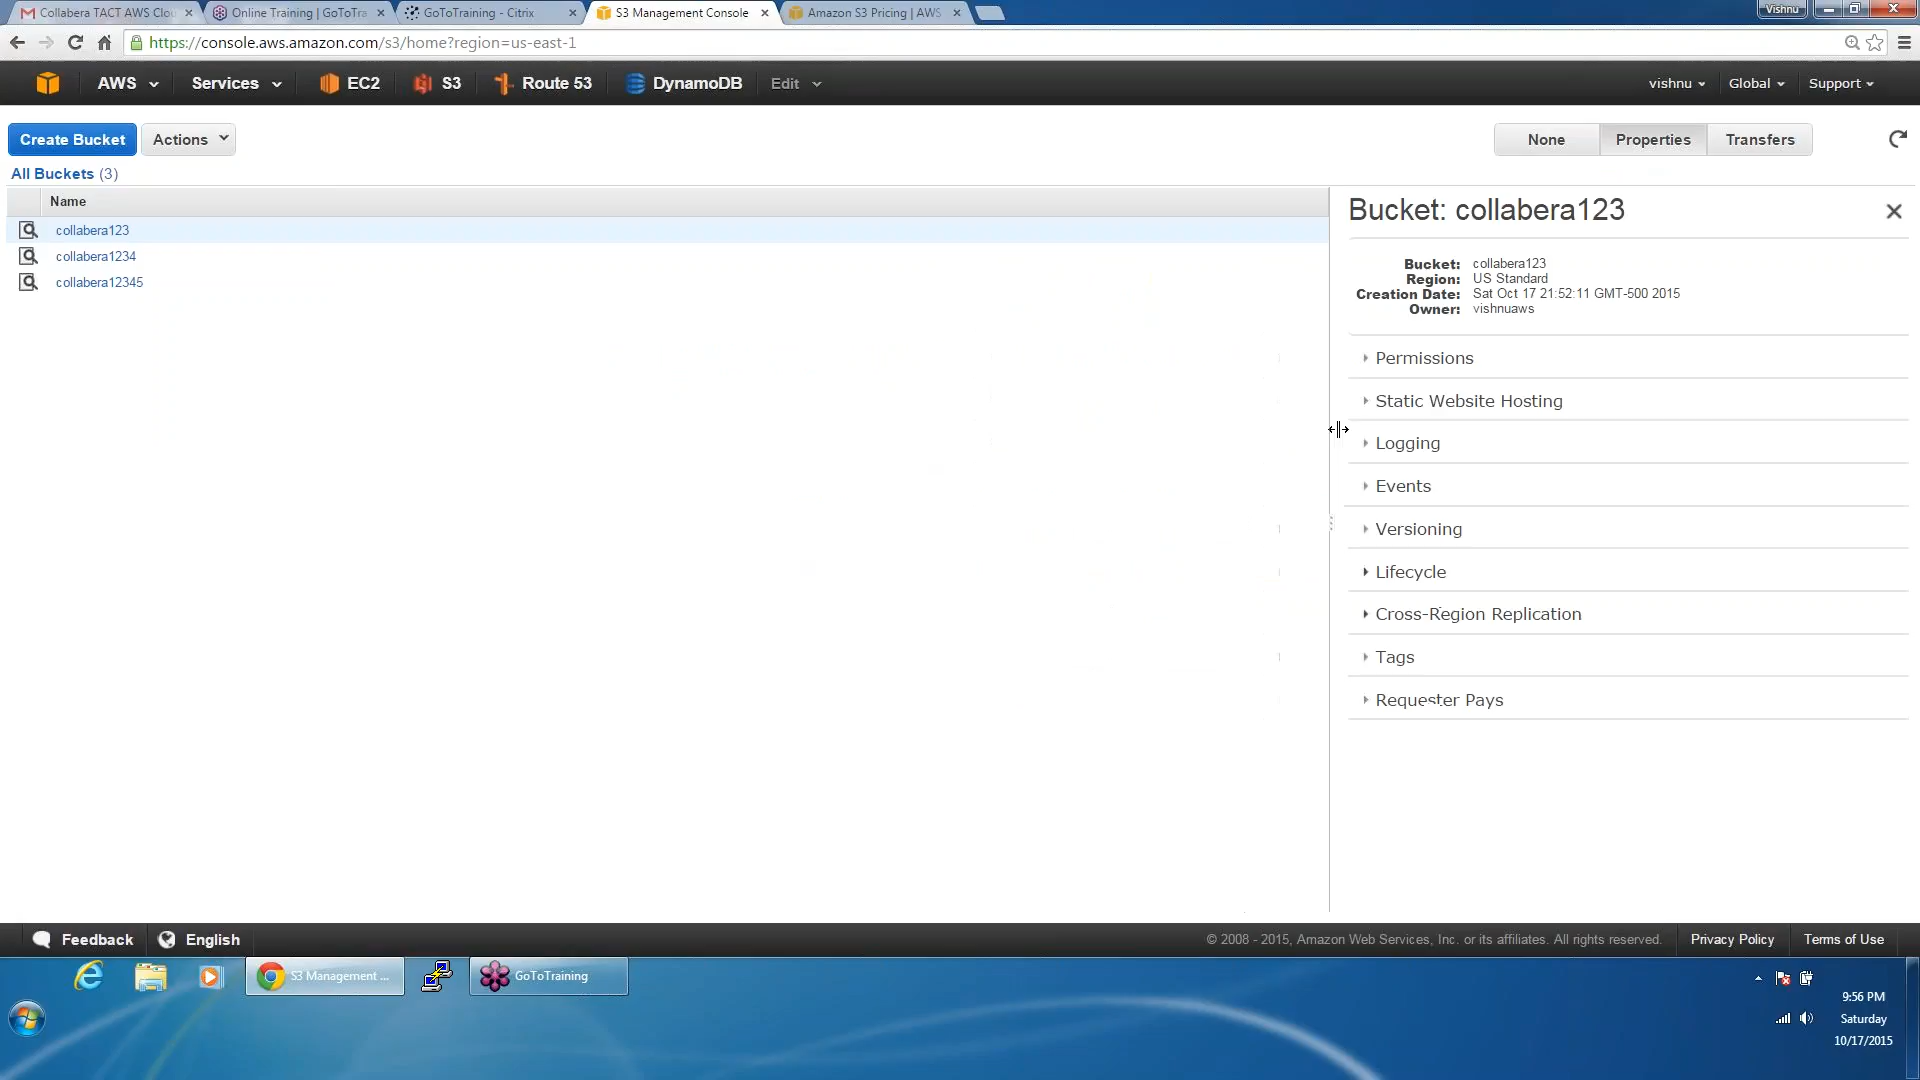 Collabera TACT AWS Clou
Online Training | GoToTra
GoToTraining - Citrix
S3 Management Console
Amazon S3 Pricing | AWS
Vishnu
https://console.aws.amazon.com/s3/home?region=us-east-1
AWS
Services
EC2
S3
Route 53
DynamoDB
Edit
vishnu
Global
Support
Create Bucket
Actions
None
Properties
Transfers
All Buckets (3)
Name
collabera123
collabera1234
collabera12345
Bucket: collabera123
Bucket: collabera123
Region: US Standard
Creation Date: Sat Oct 17 21:52:11 GMT-500 2015
Owner: vishnuaws
Permissions
Static Website Hosting
Logging
Events
Versioning
Lifecycle
Cross-Region Replication
Tags
Requester Pays
Feedback
English
© 2008 - 2015, Amazon Web Services, Inc. or its affiliates. All rights reserved.
Privacy Policy
Terms of Use
S3 Management ...
GoToTraining
9:56 PM
Saturday
10/17/2015